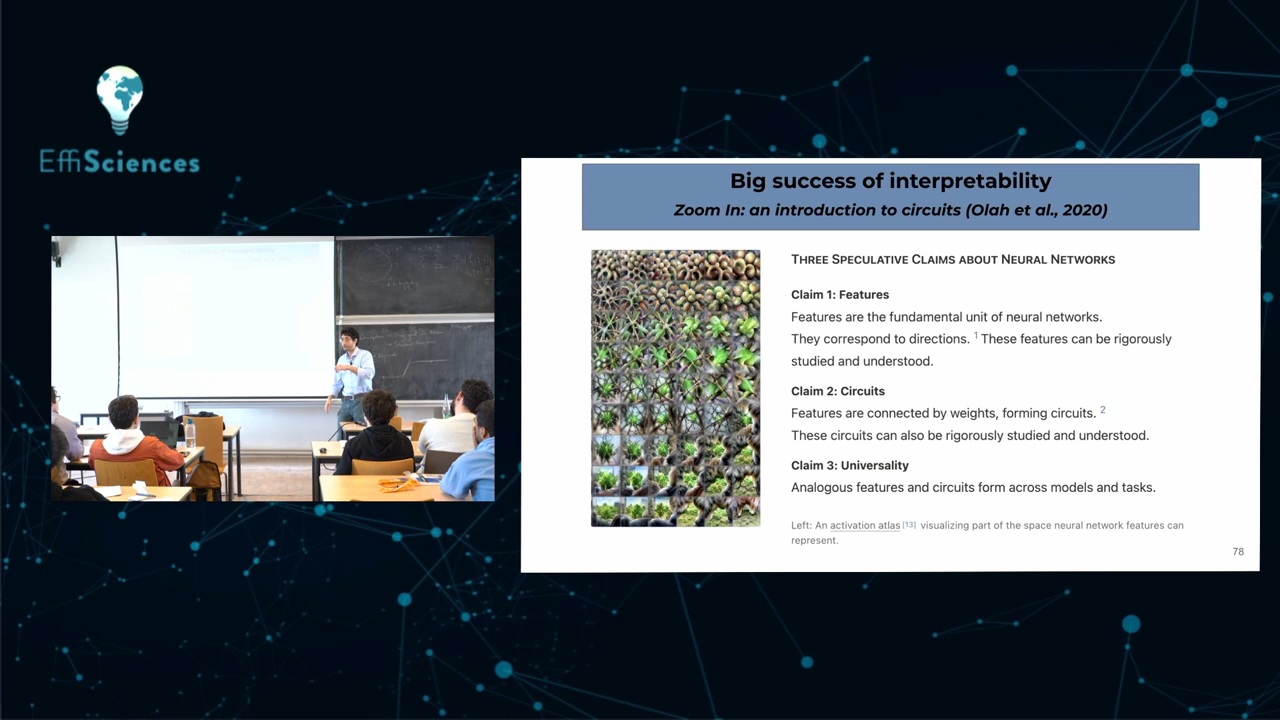 EffiSciences
Big success of interpretability
Zoom In: an introduction to circuits (Olah et al., 2020)
THREE SPECULATIVE CLAIMS ABOUT NEURAL NETWORKS
Claim 1: Features
Features are the fundamental unit of neural networks.
They correspond to directions. 1 These features can be rigorously
studied and understood.
Claim 2: Circuits
Features are connected by weights, forming circuits. 2
These circuits can also be rigorously studied and understood.
Claim 3: Universality
Analogous features and circuits form across models and tasks.
Left: An activation atlas [13] visualizing part of the space neural network features can
represent.
78